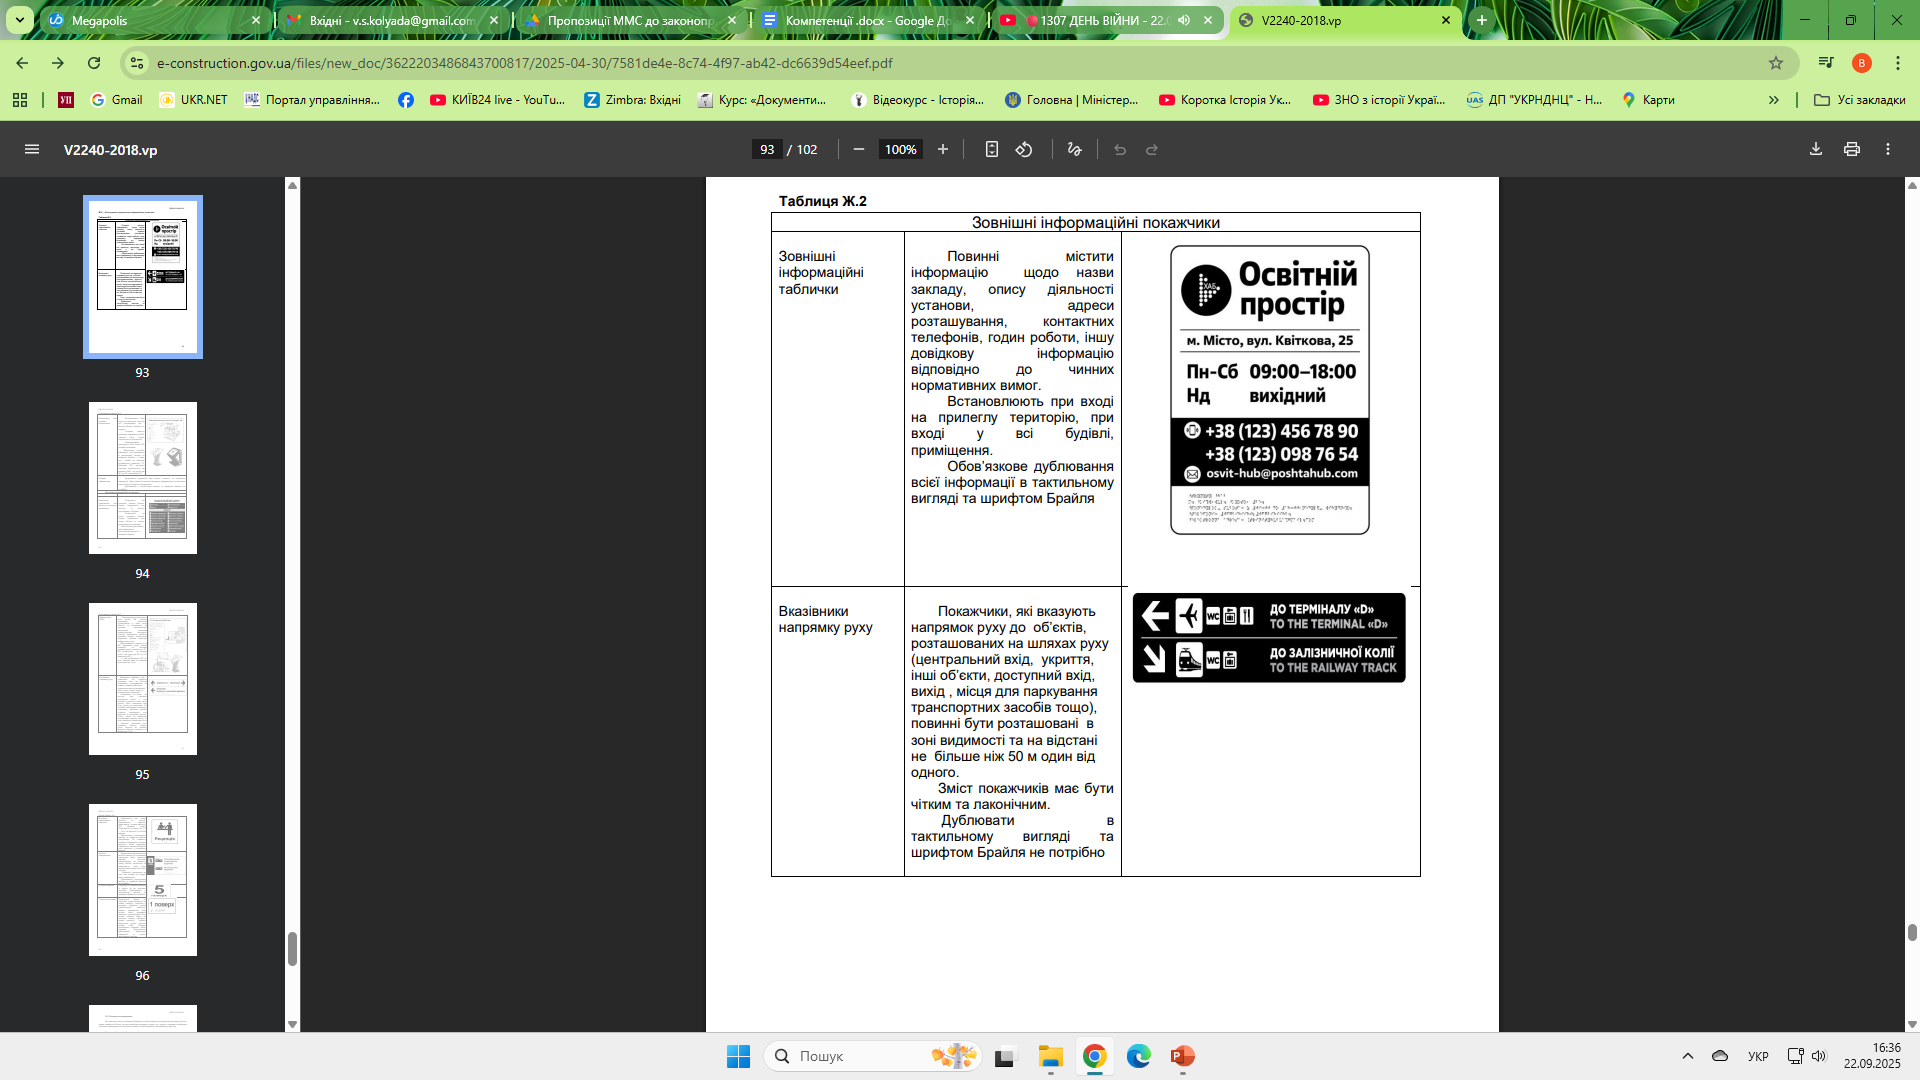 Megapolis
Вхідні - v.s.kolyada@gmail.com
Пропозиції ММС до законопр
Компетенції .docx - Google До
1307 ДЕНЬ ВІЙНИ - 22.0
V2240-2018.vp
e-construction.gov.ua/files/new_doc/3622203486843700817/2025-04-30/7581de4e-8c74-4f97-ab42-dc6639d54eef.pdf
В
УП
Gmail
UKR.NET
Портал управління...
КИЇВ24 live - YouTu...
Zimbra: Вхідні
Курс: «Документи...
Відеокурс - Історія...
Головна | Міністер...
Коротка Історія Ук...
ЗНО з історії Украї...
UAS
ДП "УКРНДНЦ" - Н...
Карти
Усі закладки
V2240-2018.vp
93 / 102
100%
93
94
95
96
Таблиця Ж.2
Зовнішні інформаційні покажчики
Зовнішні
інформаційні
таблички
Повинні містити
інформацію щодо назви
закладу, опису діяльності
установи, адреси
розташування, контактних
телефонів, годин роботи, іншу
довідкову інформацію
відповідно до чинних
нормативних вимог.
Встановлюють при вході
на прилеглу територію, при
вході у всі будівлі,
приміщення.
Обов’язкове дублювання
всієї інформації в тактильному
вигляді та шрифтом Брайля
ХАБ
Освітній
простір
м. Місто, вул. Квіткова, 25
Пн-Сб 09:00–18:00
Нд вихідний
+38 (123) 456 78 90
+38 (123) 098 76 54
osvit-hub@poshtahub.com
Вказівники
напрямку руху
Покажчики, які вказують
напрямок руху до об’єктів,
розташованих на шляхах руху
(центральний вхід, укриття,
інші об’єкти, доступний вхід,
вихід , місця для паркування
транспортних засобів тощо),
повинні бути розташовані в
зоні видимості та на відстані
не більше ніж 50 м один від
одного.
Зміст покажчиків має бути
чітким та лаконічним.
Дублювати в
тактильному вигляді та
шрифтом Брайля не потрібно
WC
ДО ТЕРМІНАЛУ «D»
TO THE TERMINAL «D»
WC
ДО ЗАЛІЗНИЧНОЇ КОЛІЇ
TO THE RAILWAY TRACK
Пошук
УКР
16:36
22.09.2025